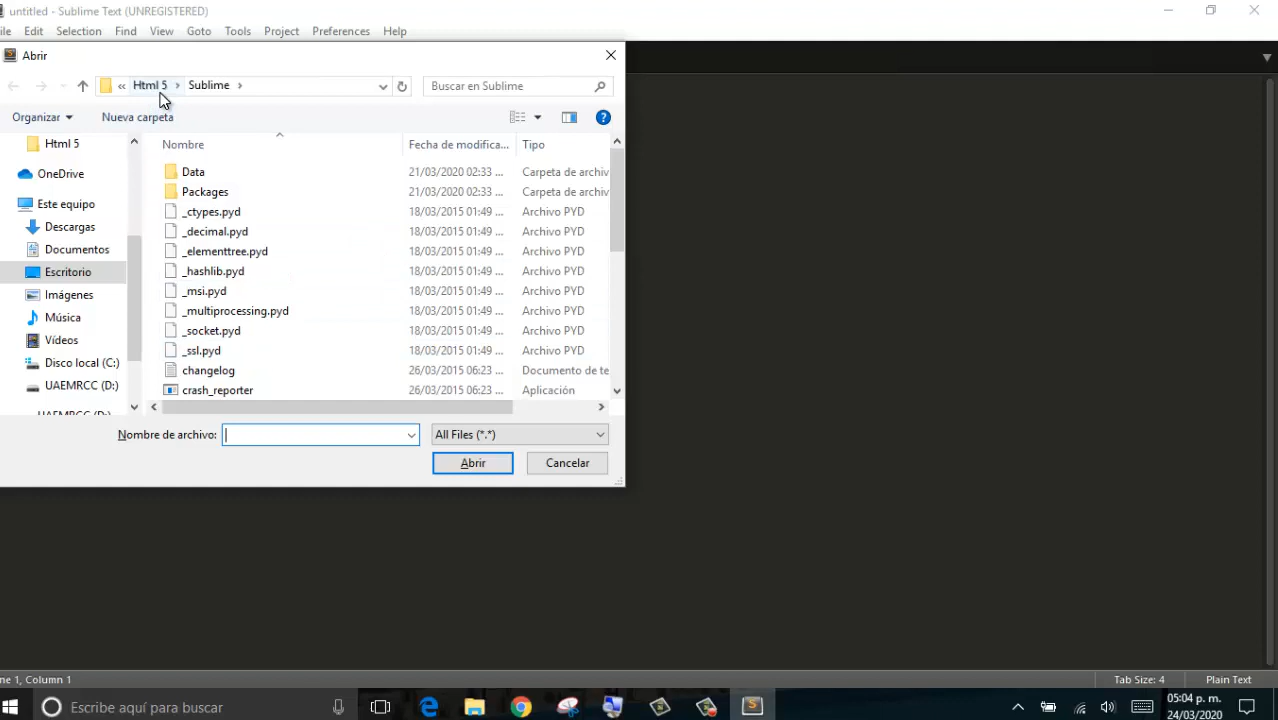 untitled - Sublime Text (UNREGISTERED)
ile Edit Selection Find View Goto Tools Project Preferences Help
Abrir
« Html 5 › Sublime › Buscar en Sublime
Organizar Nueva carpeta ?
Html 5
OneDrive
Este equipo
Descargas
Documentos
Escritorio
Imágenes
Música
Vídeos
Disco local (C:)
UAEMRCC (D:)
UAEMRCC (D:)
Nombre Fecha de modifica... Tipo
Data 21/03/2020 02:33 ... Carpeta de archiv
Packages 21/03/2020 02:33 ... Carpeta de archiv
_ctypes.pyd 18/03/2015 01:49 ... Archivo PYD
_decimal.pyd 18/03/2015 01:49 ... Archivo PYD
_elementtree.pyd 18/03/2015 01:49 ... Archivo PYD
_hashlib.pyd 18/03/2015 01:49 ... Archivo PYD
_msi.pyd 18/03/2015 01:49 ... Archivo PYD
_multiprocessing.pyd 18/03/2015 01:49 ... Archivo PYD
_socket.pyd 18/03/2015 01:49 ... Archivo PYD
_ssl.pyd 18/03/2015 01:49 ... Archivo PYD
changelog 26/03/2015 06:23 ... Documento de te
crash_reporter 26/03/2015 06:23 ... Aplicación
Nombre de archivo: All Files (*.*)
Abrir Cancelar
ne 1, Column 1 Tab Size: 4 Plain Text
Escribe aquí para buscar 05:04 p. m.
24/03/2020